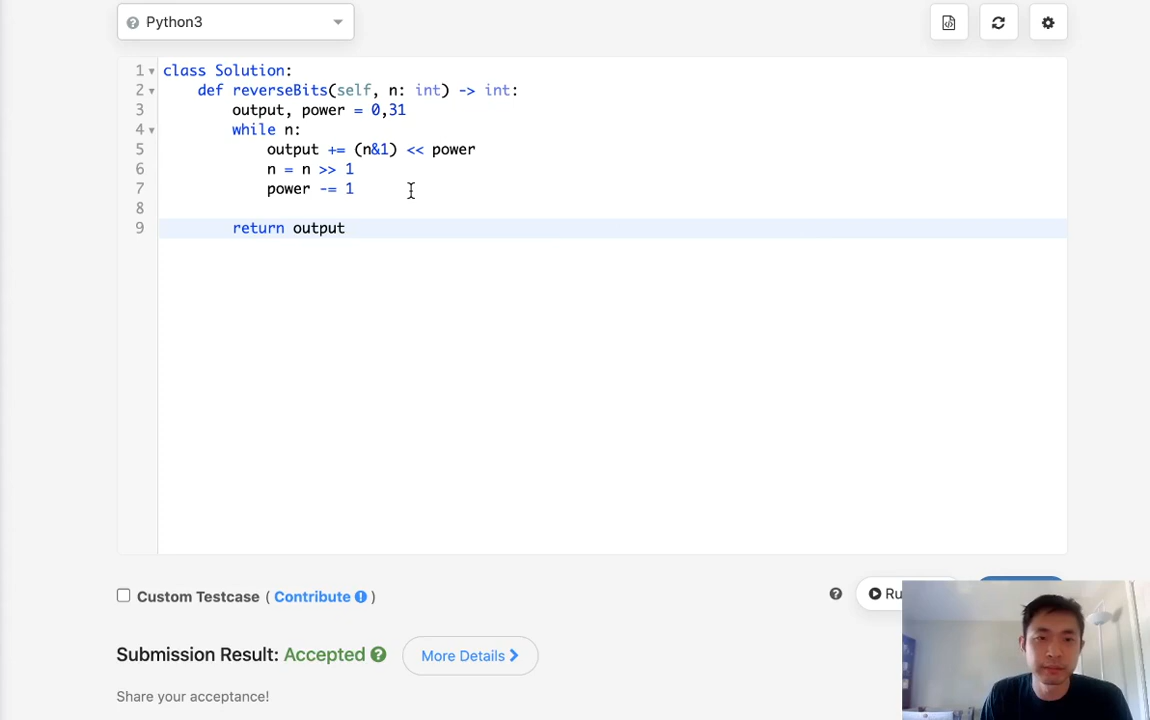 Python3
1 class Solution:
2 def reverseBits(self, n: int) -> int:
3 output, power = 0,31
4 while n:
5 output += (n&1) << power
6 n = n >> 1
7 power -= 1
8
9 return output
Custom Testcase ( Contribute )
Ru
Submission Result: Accepted
More Details
Share your acceptance!